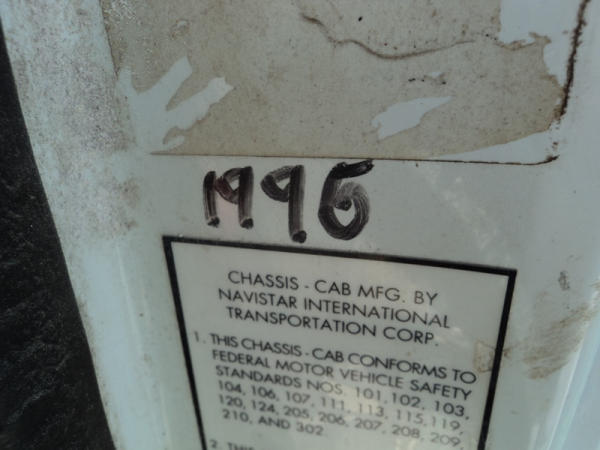 1996
CHASSIS - CAB MFG. BY
NAVISTAR INTERNATIONAL
TRANSPORTATION CORP.
1. THIS CHASSIS - CAB CONFORMS TO
FEDERAL MOTOR VEHICLE SAFETY
STANDARDS NOS. 101, 102, 103,
104, 106, 107, 111, 113, 115, 119,
120, 124, 205, 206, 207, 208, 209,
210, AND 302
2. THIS